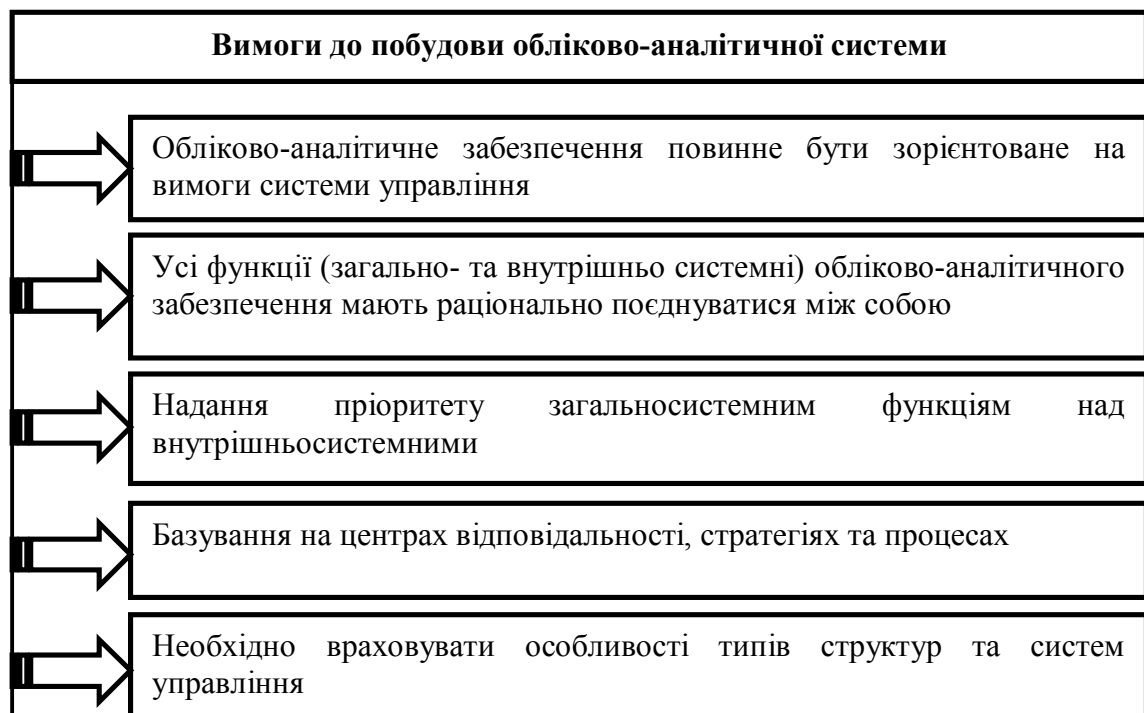 Вимоги до побудови обліково-аналітичної системи
Обліково-аналітичне забезпечення повинне бути зорієнтоване на
вимоги системи управління
Усі функції (загально- та внутрішньо системні) обліково-аналітичного
забезпечення мають раціонально поєднуватися між собою
Надання пріоритету загальносистемним функціям над
внутрішньосистемними
Базування на центрах відповідальності, стратегіях та процесах
Необхідно враховувати особливості типів структур та систем
управління